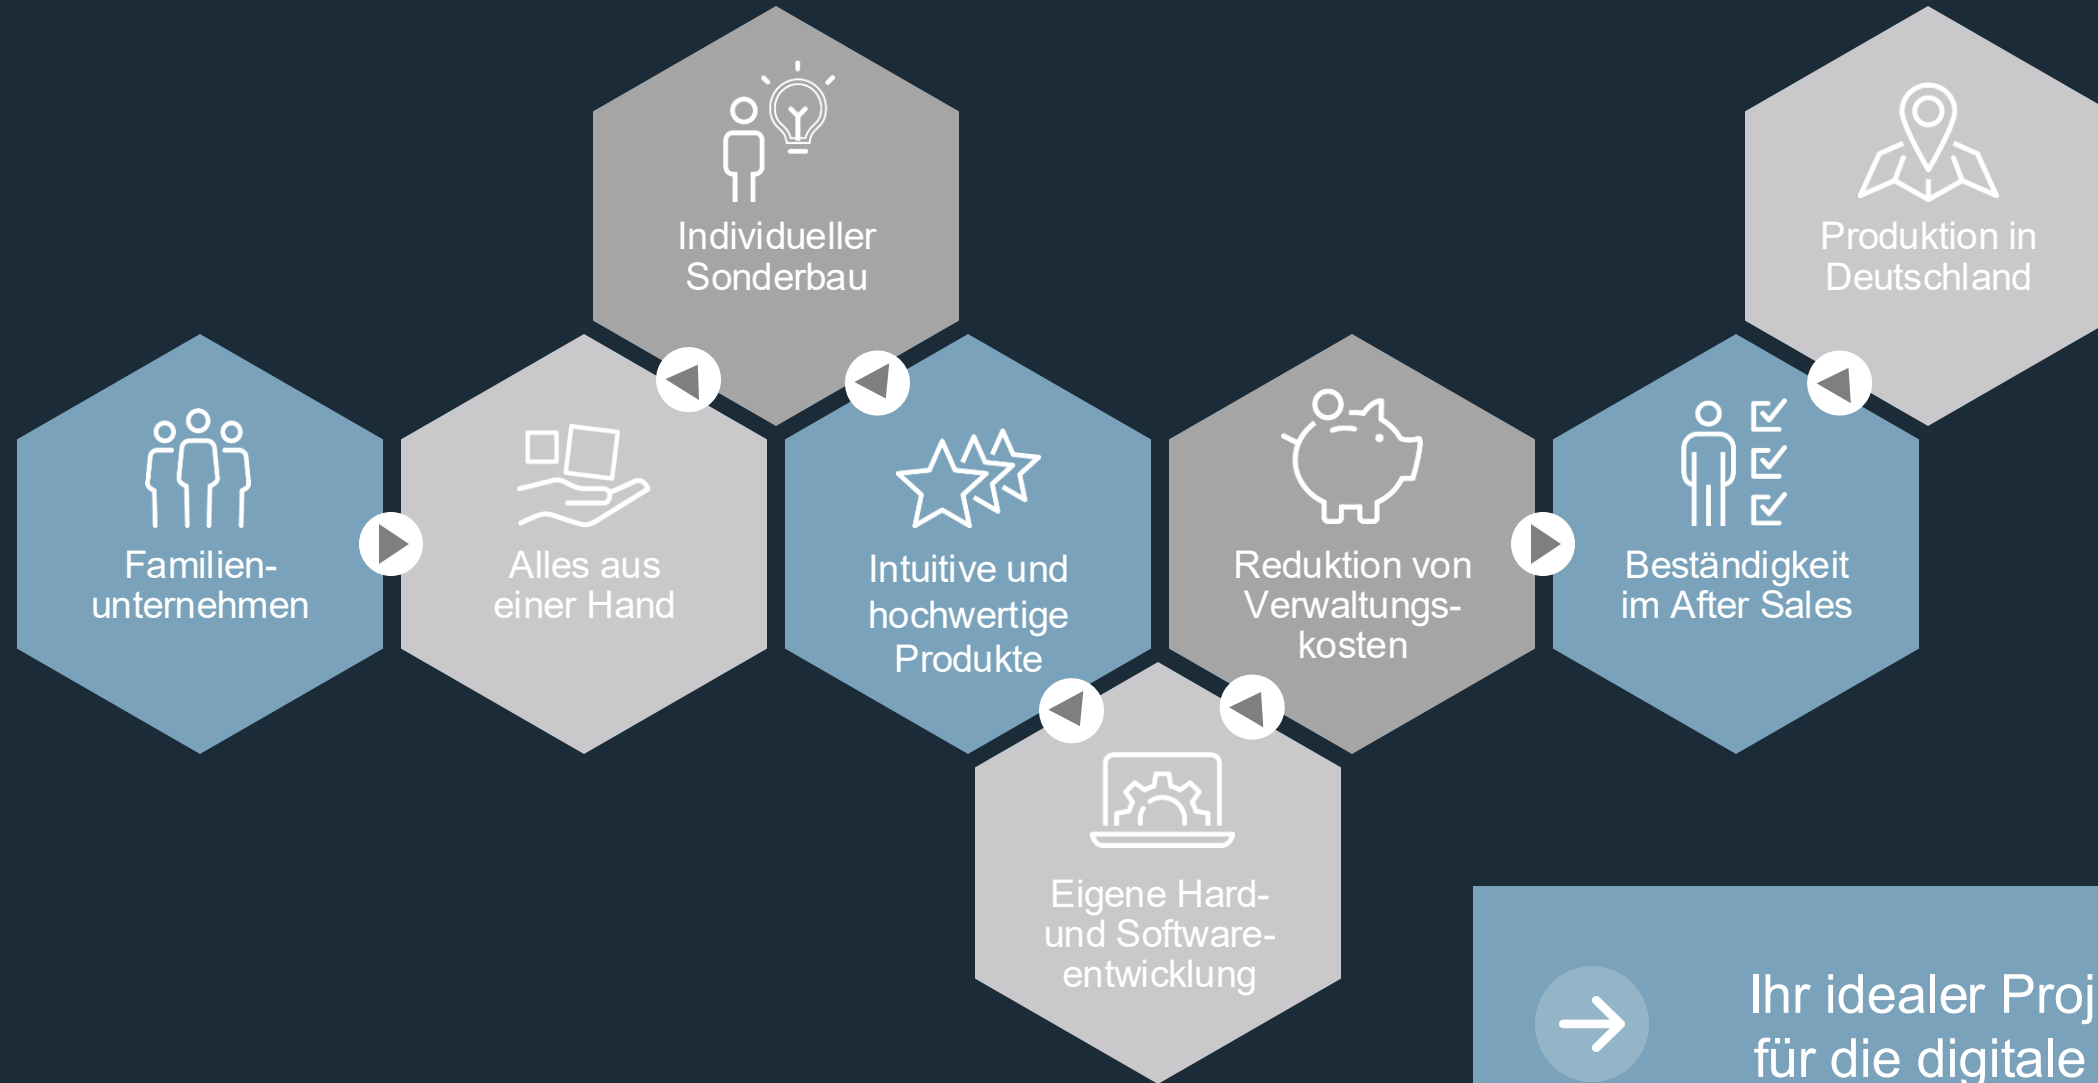 Individueller
Sonderbau
Produktion in
Deutschland
Familien-
unternehmen
Alles aus
einer Hand
Intuitive und
hochwertige
Produkte
Reduktion von
Verwaltungs-
kosten
Beständigkeit
im After Sales
Eigene Hard-
und Software-
entwicklung
Ihr idealer Proj
für die digitale